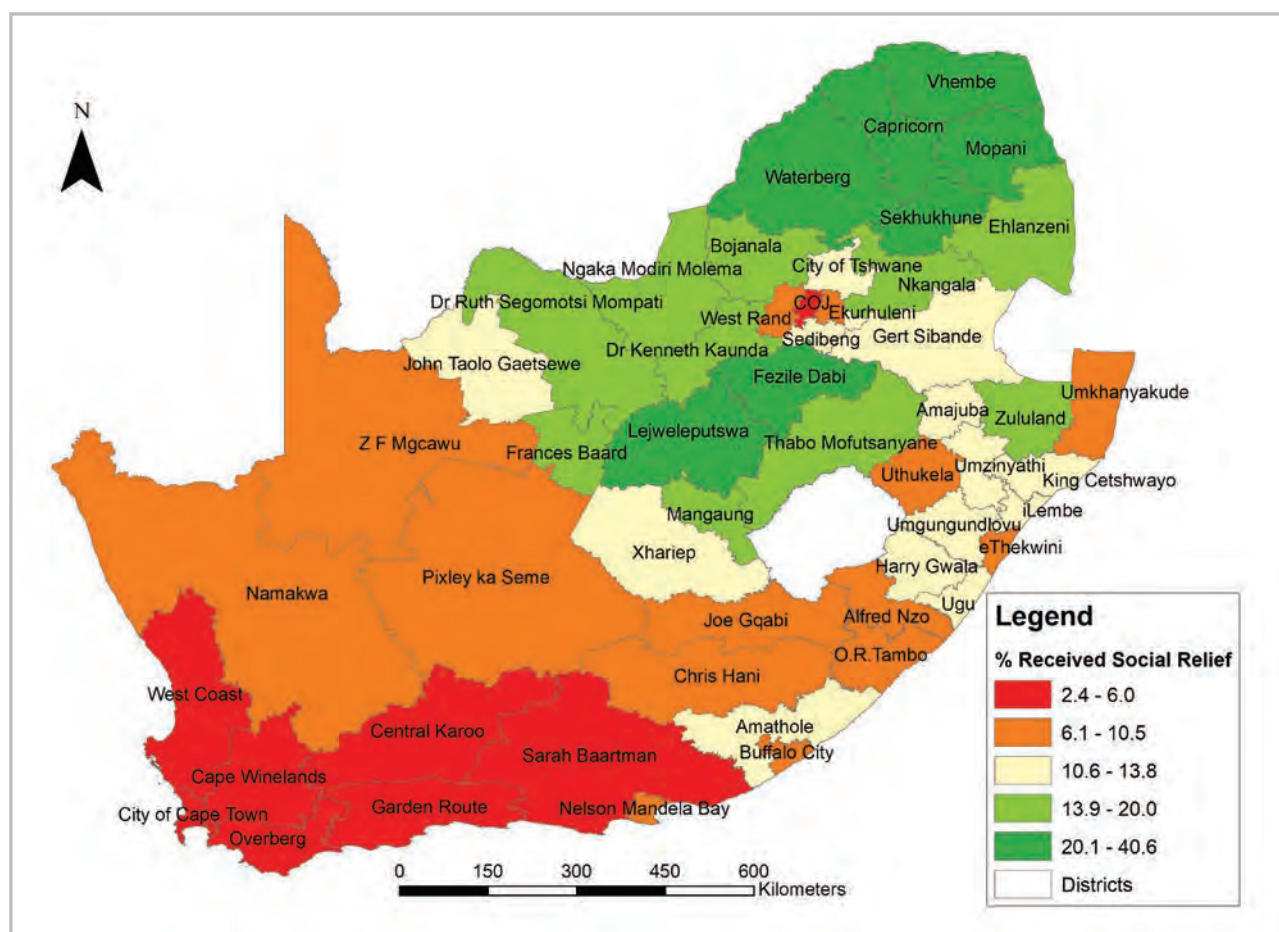 N
Vhembe
Capricorn
Mopani
Waterberg
Sekhukhune
Ehlanzeni
Bojanala
City of Tshwane
Ngaka Modiri Molema
Nkangala
Dr Ruth Segomotsi Mompati
COJ
West Rand
Ekurhuleni
Sedibeng
Gert Sibande
John Taolo Gaetsewe
Dr Kenneth Kaunda
Fezile Dabi
Umkhanyakude
Amajuba
Zululand
Z F Mgcawu
Frances Baard
Lejweleputswa
Thabo Mofutsanyane
Uthukela
Umzinyathi
King Cetshwayo
Mangaung
iLembe
Umgungundlovu
eThekwini
Xhariep
Harry Gwala
Namakwa
Pixley ka Seme
Ugu
Joe Gqabi
Alfred Nzo
O.R.Tambo
Chris Hani
West Coast
Central Karoo
Amathole
Sarah Baartman
Buffalo City
Cape Winelands
City of Cape Town
Garden Route
Nelson Mandela Bay
Overberg
Legend
% Received Social Relief
2.4 - 6.0
6.1 - 10.5
10.6 - 13.8
13.9 - 20.0
20.1 - 40.6
Districts
0 150 300 450 600
Kilometers